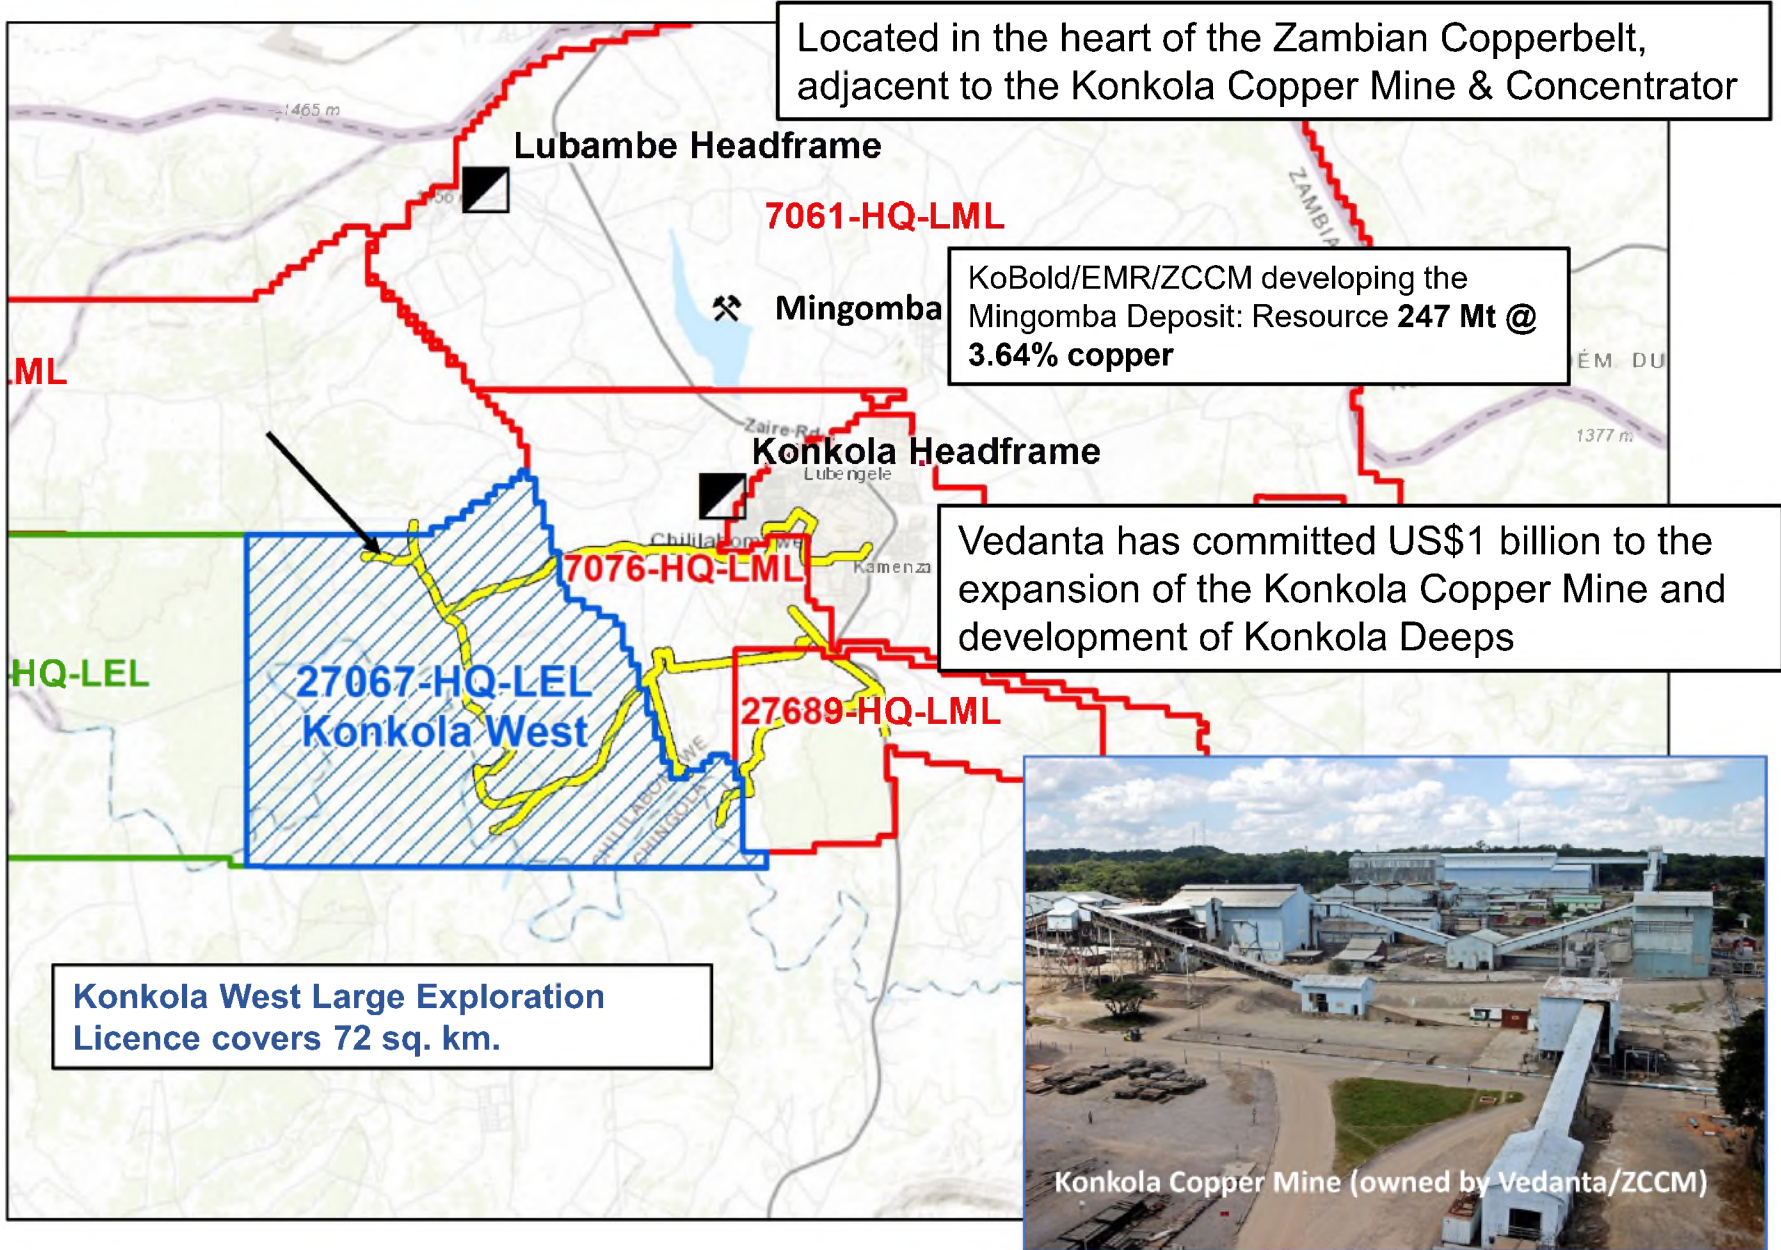 Located in the heart of the Zambian Copperbelt,
adjacent to the Konkola Copper Mine & Concentrator
1465 m
Lubambe Headframe
7061-HQ-LML
ZAMBIA
KoBold/EMR/ZCCM developing the
Mingomba Deposit: Resource 247 Mt @
3.64% copper
Mingomba
ÉM. DU
.ML
1377 m
Zaire-Rd
Konkola Headframe
Lubengele
Vedanta has committed US$1 billion to the
expansion of the Konkola Copper Mine and
development of Konkola Deeps
7076-HQ-LML
Kamenza
HQ-LEL
27067-HQ-LEL
Konkola West
27689-HQ-LML
CHILILABOMBWE
CHINGOLA
Konkola West Large Exploration
Licence covers 72 sq. km.
Konkola Copper Mine (owned by Vedanta/ZCCM)